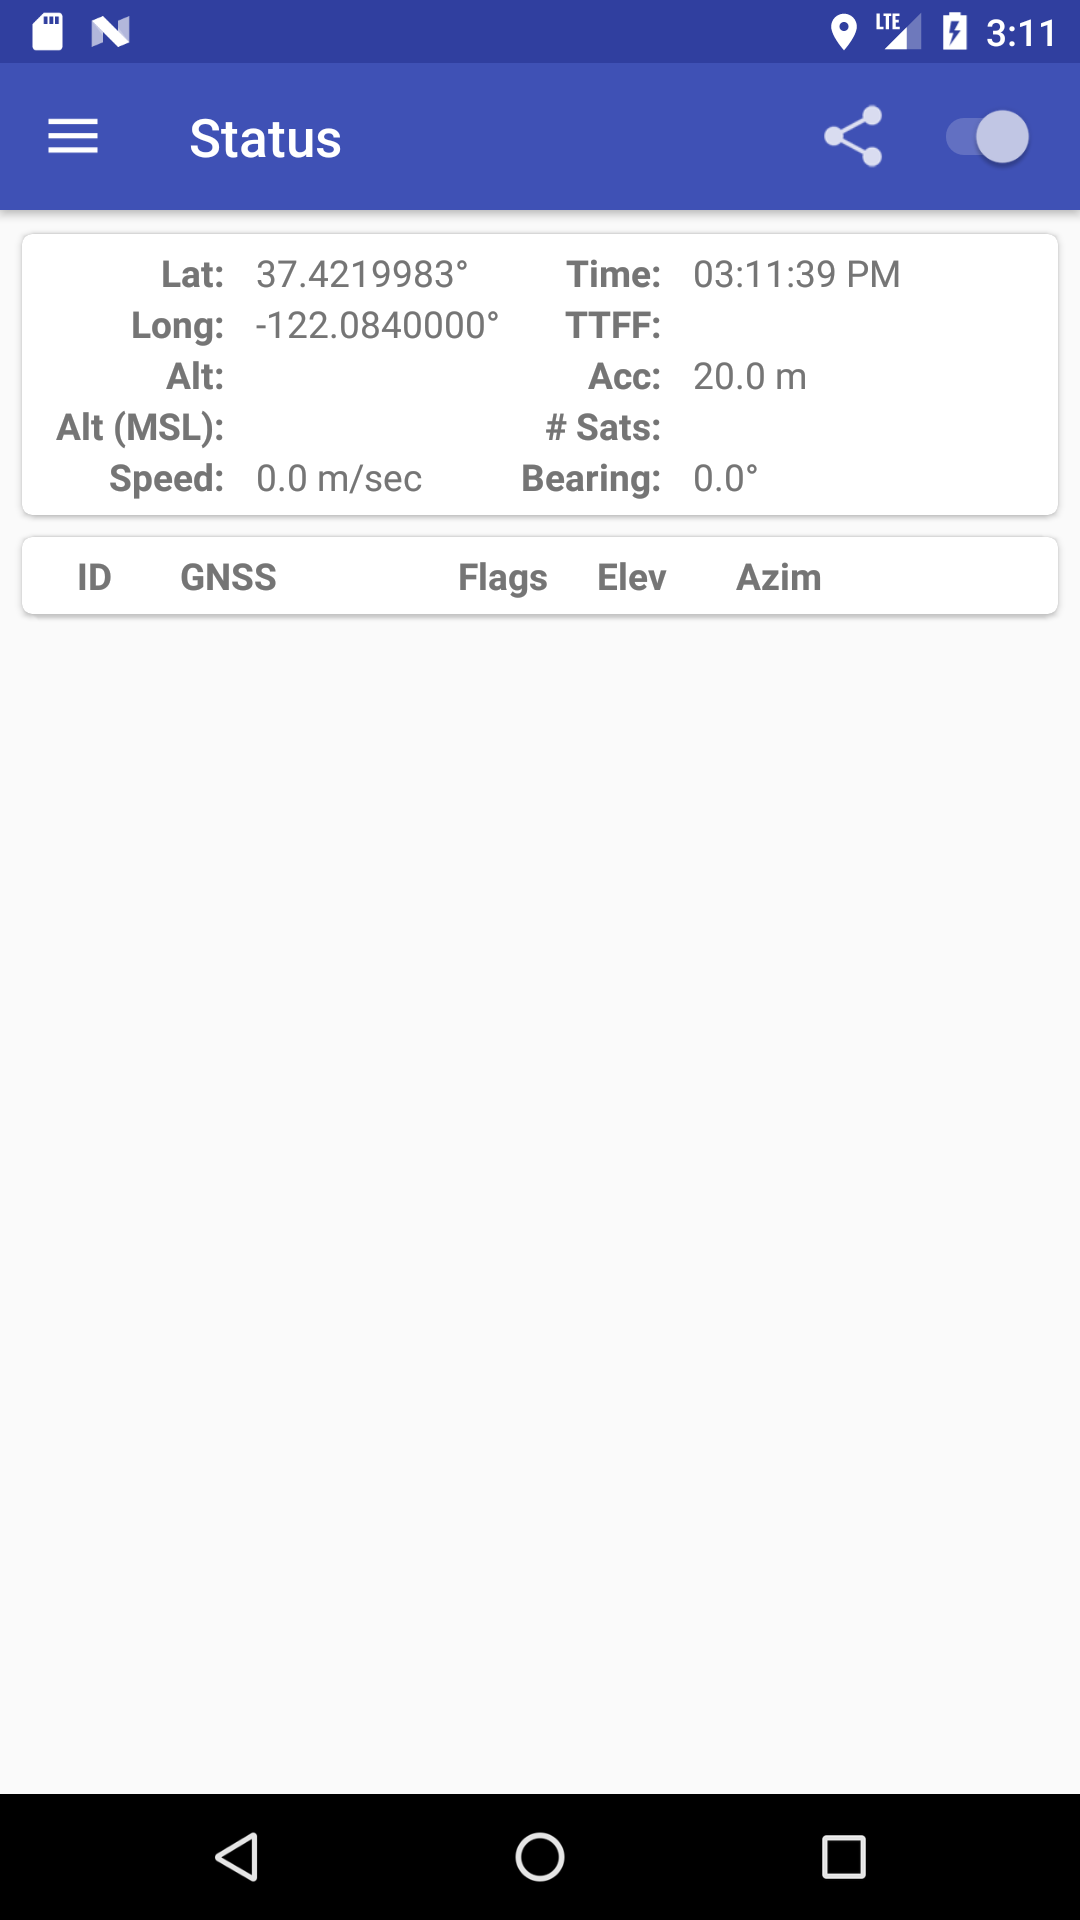 LTE 3:11
Status
Lat: 37.4219983° Time: 03:11:39 PM
Long: -122.0840000° TTFF:
Alt: Acc: 20.0 m
Alt (MSL): # Sats:
Speed: 0.0 m/sec Bearing: 0.0°
ID GNSS Flags Elev Azim